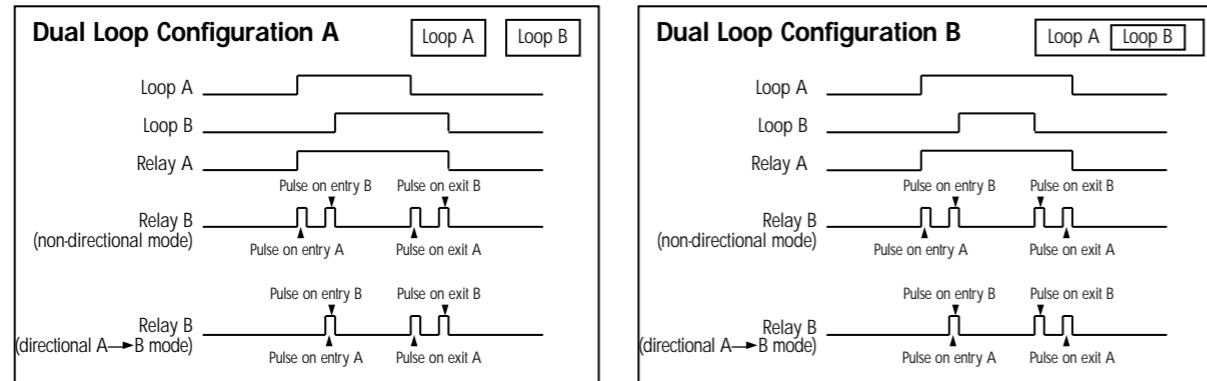 Dual Loop Configuration A
Loop A
Loop B
Loop A
Loop B
Relay A
Pulse on entry B
Pulse on exit B
Relay B
(non-directional mode)
Pulse on entry A
Pulse on exit A
Pulse on entry B
Pulse on exit B
Relay B
(directional A→B mode)
Pulse on entry A
Pulse on exit A
Dual Loop Configuration B
Loop A
Loop B
Loop A
Loop B
Relay A
Pulse on entry B
Pulse on exit B
Relay B
(non-directional mode)
Pulse on entry A
Pulse on exit A
Pulse on entry B
Pulse on exit B
Relay B
(directional A→B mode)
Pulse on entry A
Pulse on exit A